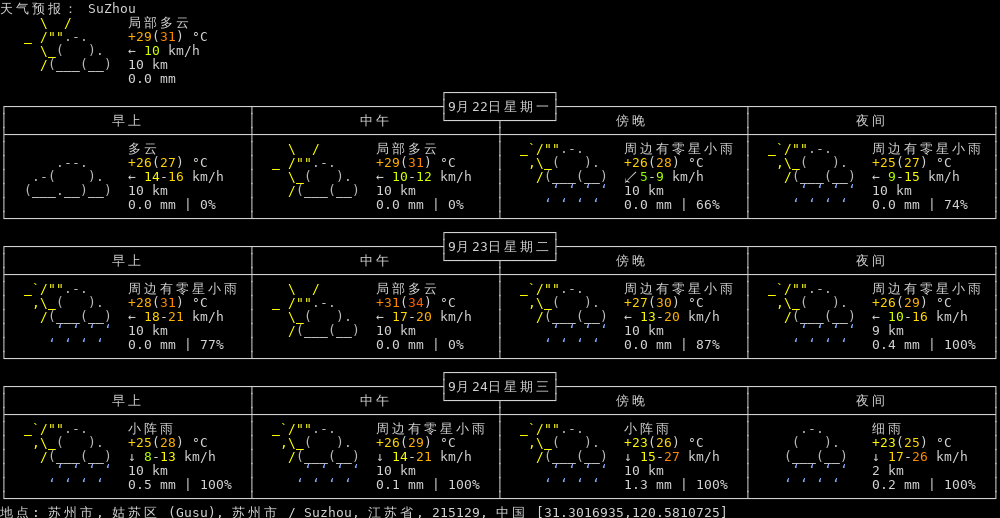 天气预报： SuZhou
局部多云
+29(31) °C
← 10 km/h
10 km
0.0 mm
9月22日星期一
早上 中午 傍晚 夜间
多云 局部多云 周边有零星小雨 周边有零星小雨
+26(27) °C +29(31) °C +26(28) °C +25(27) °C
← 14-16 km/h ← 10-12 km/h ↙ 5-9 km/h ← 9-15 km/h
10 km 10 km 10 km 10 km
0.0 mm | 0% 0.0 mm | 0% 0.0 mm | 66% 0.0 mm | 74%
9月23日星期二
早上 中午 傍晚 夜间
周边有零星小雨 局部多云 周边有零星小雨 周边有零星小雨
+28(31) °C +31(34) °C +27(30) °C +26(29) °C
← 18-21 km/h ← 17-20 km/h ← 13-20 km/h ← 10-16 km/h
10 km 10 km 10 km 9 km
0.0 mm | 77% 0.0 mm | 0% 0.0 mm | 87% 0.4 mm | 100%
9月24日星期三
早上 中午 傍晚 夜间
小阵雨 周边有零星小雨 小阵雨 细雨
+25(28) °C +26(29) °C +23(26) °C +23(25) °C
↓ 8-13 km/h ↓ 14-21 km/h ↓ 15-27 km/h ↓ 17-26 km/h
10 km 10 km 10 km 2 km
0.5 mm | 100% 0.1 mm | 100% 1.3 mm | 100% 0.2 mm | 100%
地点: 苏州市, 姑苏区 (Gusu), 苏州市 / Suzhou, 江苏省, 215129, 中国 [31.3016935,120.5810725]